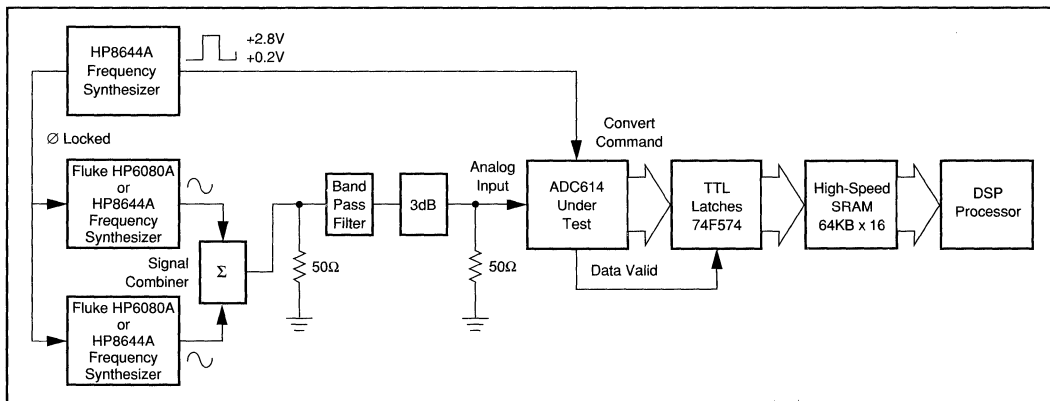 HP8644A
Frequency
Synthesizer
+2.8V
+0.2V
Ø Locked
Convert
Command
Fluke HP6080A
or
HP8644A
Frequency
Synthesizer
Signal
Combiner
Σ
50Ω
Band
Pass
Filter
3dB
Analog
Input
50Ω
ADC614
Under
Test
Data Valid
TTL
Latches
74F574
High-Speed
SRAM
64KB x 16
DSP
Processor
Fluke HP6080A
or
HP8644A
Frequency
Synthesizer